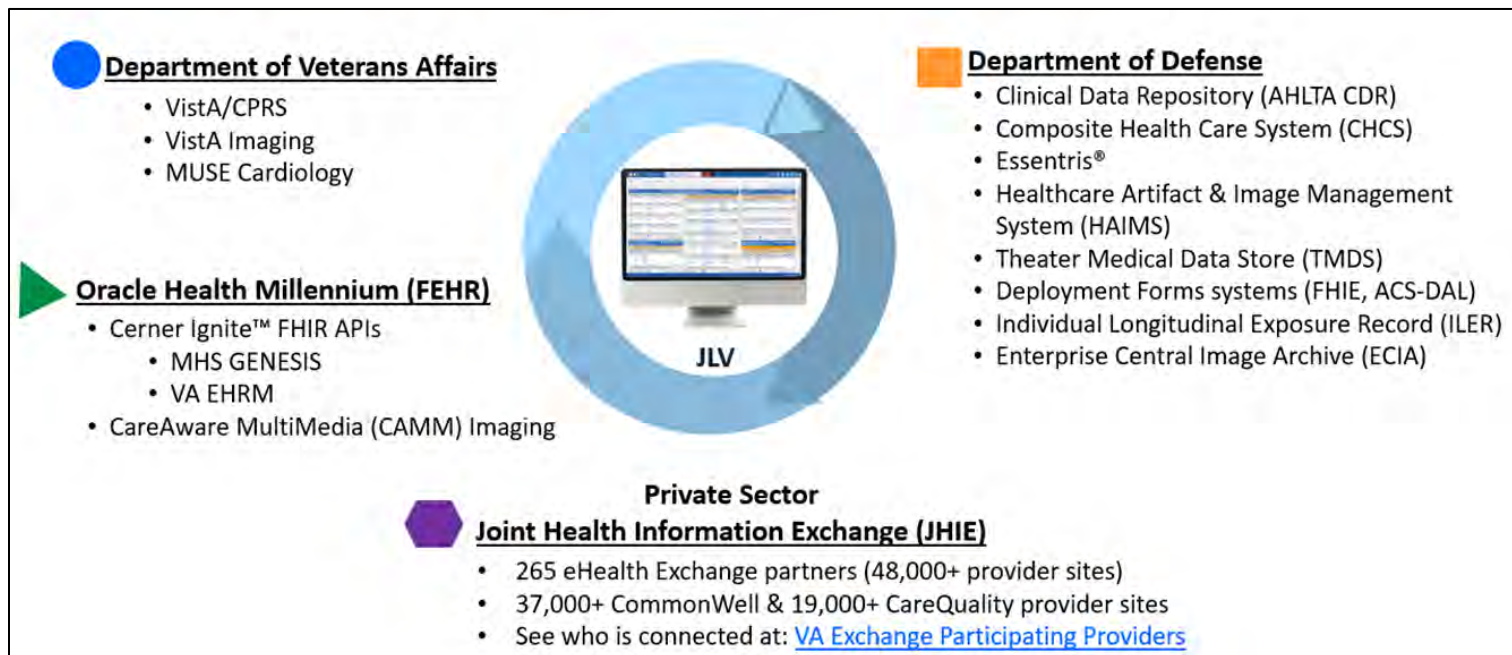 Department of Veterans Affairs
• VistA/CPRS
• VistA Imaging
• MUSE Cardiology
Oracle Health Millennium (FEHR)
• Cerner Ignite™ FHIR APIs
• MHS GENESIS
• VA EHRM
• CareAware MultiMedia (CAMM) Imaging
JLV
Department of Defense
• Clinical Data Repository (AHLTA CDR)
• Composite Health Care System (CHCS)
• Essentris®
• Healthcare Artifact & Image Management
System (HAIMS)
• Theater Medical Data Store (TMDS)
• Deployment Forms systems (FHIE, ACS-DAL)
• Individual Longitudinal Exposure Record (ILER)
• Enterprise Central Image Archive (ECIA)
Private Sector
Joint Health Information Exchange (JHIE)
• 265 eHealth Exchange partners (48,000+ provider sites)
• 37,000+ CommonWell & 19,000+ CareQuality provider sites
• See who is connected at: VA Exchange Participating Providers